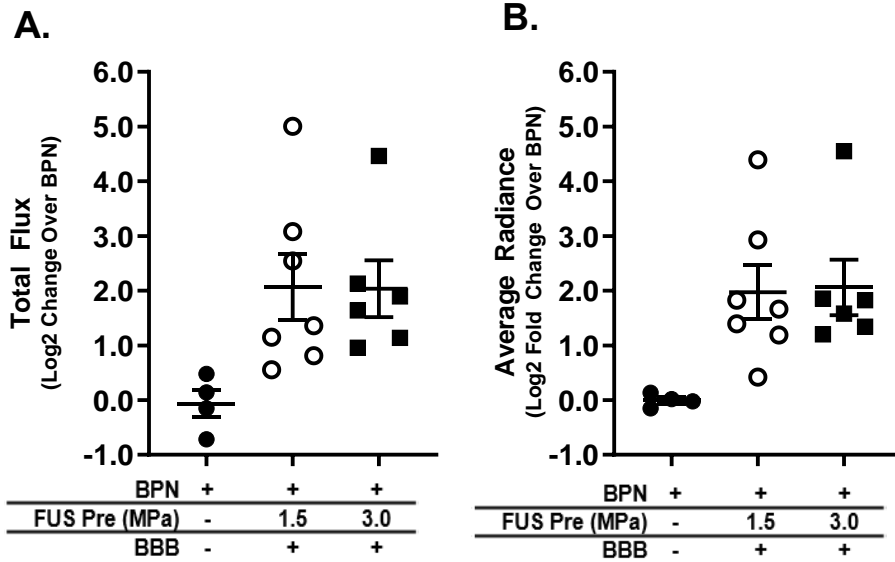 A.
Total Flux
(Log2 Change Over BPN)
6.0
5.0
4.0
3.0
2.0
1.0
0.0
-1.0
BPN + + +
FUS Pre (MPa) - 1.5 3.0
BBB - + +
B.
Average Radiance
(Log2 Fold Change Over BPN)
6.0
5.0
4.0
3.0
2.0
1.0
0.0
-1.0
BPN + + +
FUS Pre (MPa) - 1.5 3.0
BBB - + +